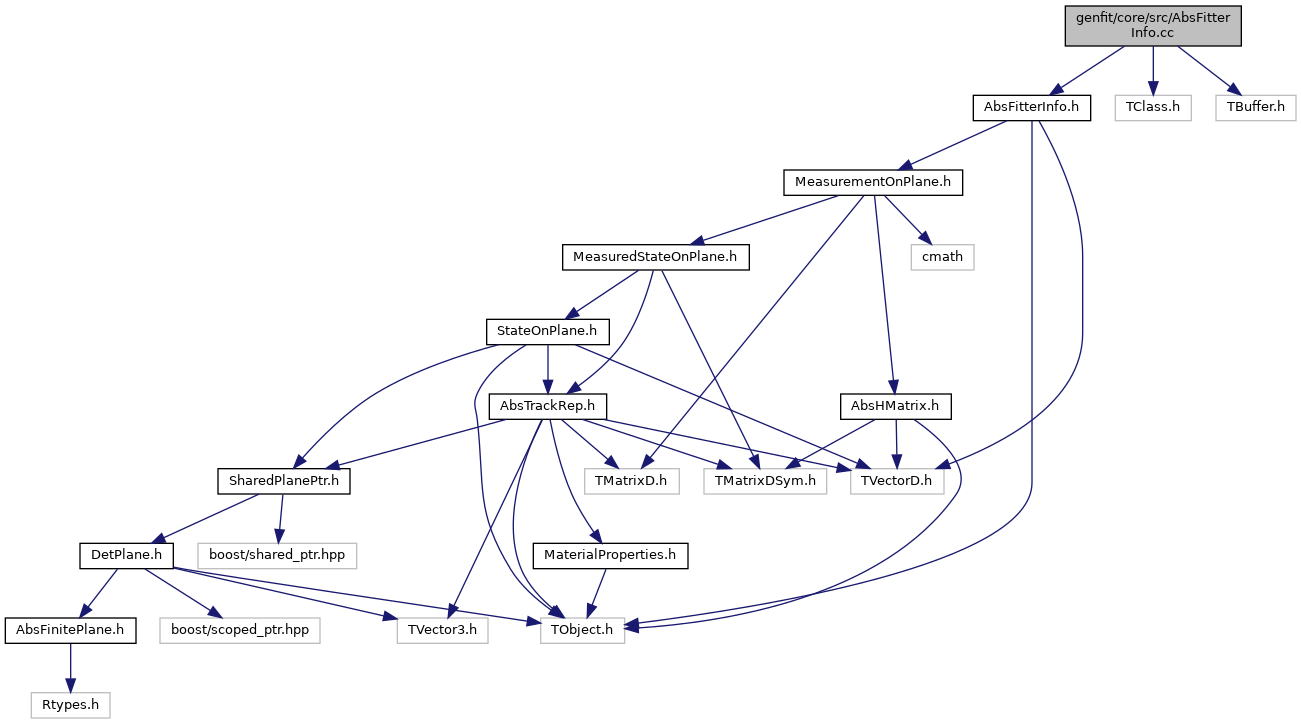 genfit/core/src/AbsFitter
Info.cc
AbsFitterInfo.h
TClass.h
TBuffer.h
MeasurementOnPlane.h
MeasuredStateOnPlane.h
cmath
StateOnPlane.h
AbsTrackRep.h
AbsHMatrix.h
SharedPlanePtr.h
TMatrixD.h
TMatrixDSym.h
TVectorD.h
DetPlane.h
boost/shared_ptr.hpp
MaterialProperties.h
AbsFinitePlane.h
boost/scoped_ptr.hpp
TVector3.h
TObject.h
Rtypes.h